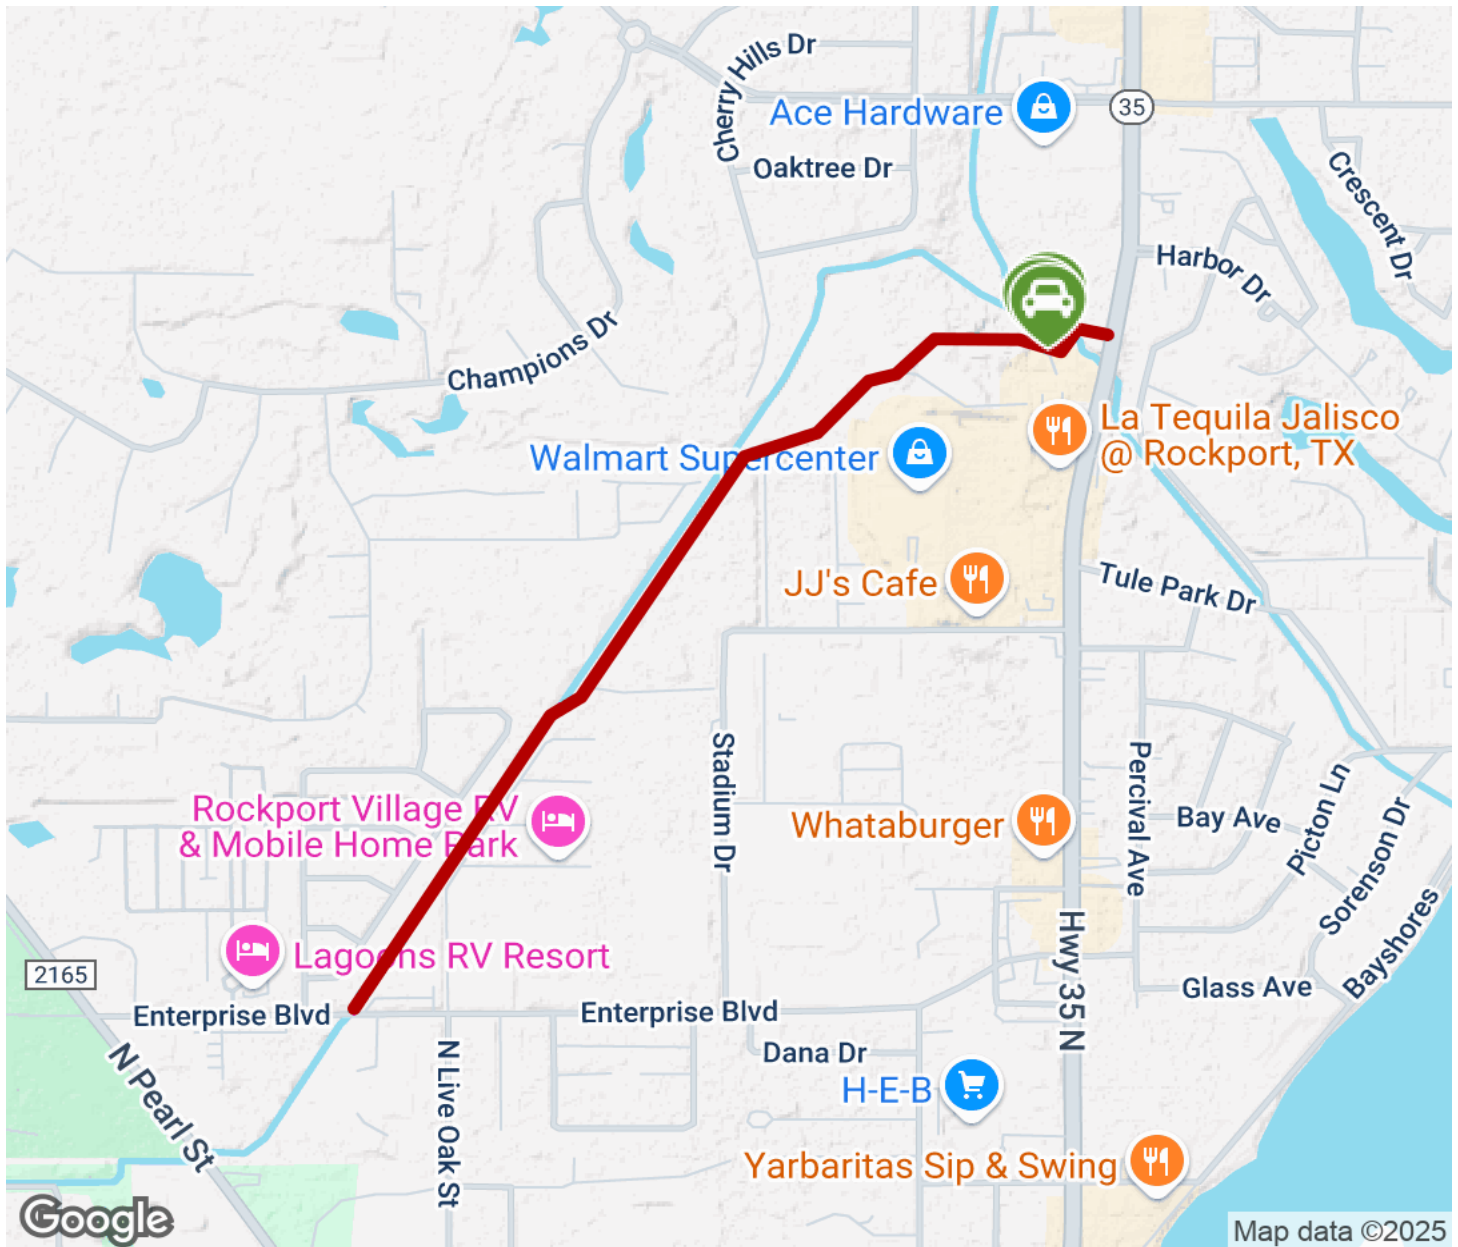 Cherry Hills Dr
Ace Hardware
35
Oaktree Dr
Crescent Dr
Harbor Dr
Champions Dr
La Tequila Jalisco
@ Rockport, TX
Walmart Supercenter
JJ's Cafe
Tule Park Dr
Stadium Dr
Percival Ave
Picton Ln
Rockport Village RV
& Mobile Home Park
Whataburger
Bay Ave
Sorenson Dr
Lagoons RV Resort
2165
Hwy 35 N
Glass Ave
Bayshores
Enterprise Blvd
Enterprise Blvd
N Pearl St
N Live Oak St
Dana Dr
H-E-B
Yarbaritas Sip & Swing
Google
Map data ©2025